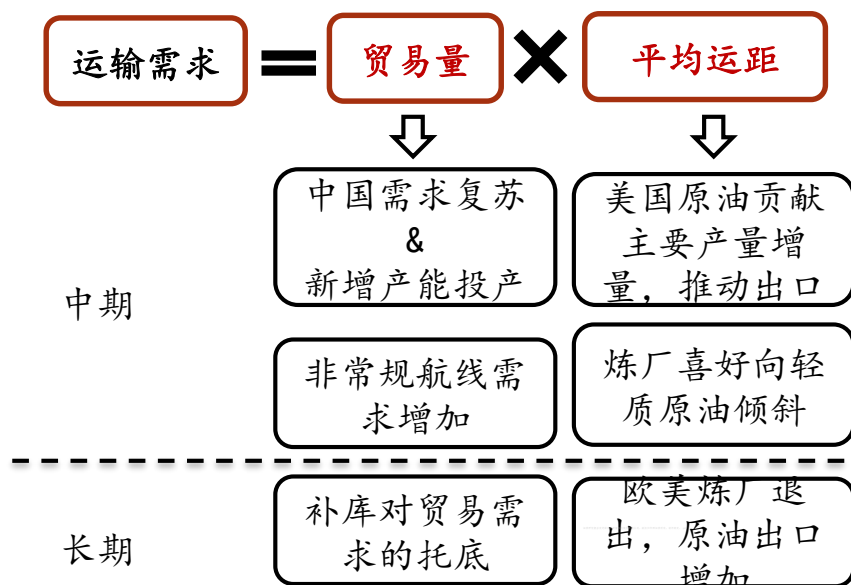 运输需求 = 贸易量 × 平均运距
中国需求复苏
&
新增产能投产
美国原油贡献
主要产量增
量，推动出口
中期
非常规航线需
求增加
炼厂喜好向轻
质原油倾斜
长期
补库对贸易需
求的托底
欧美炼厂退
出，原油出口
增加